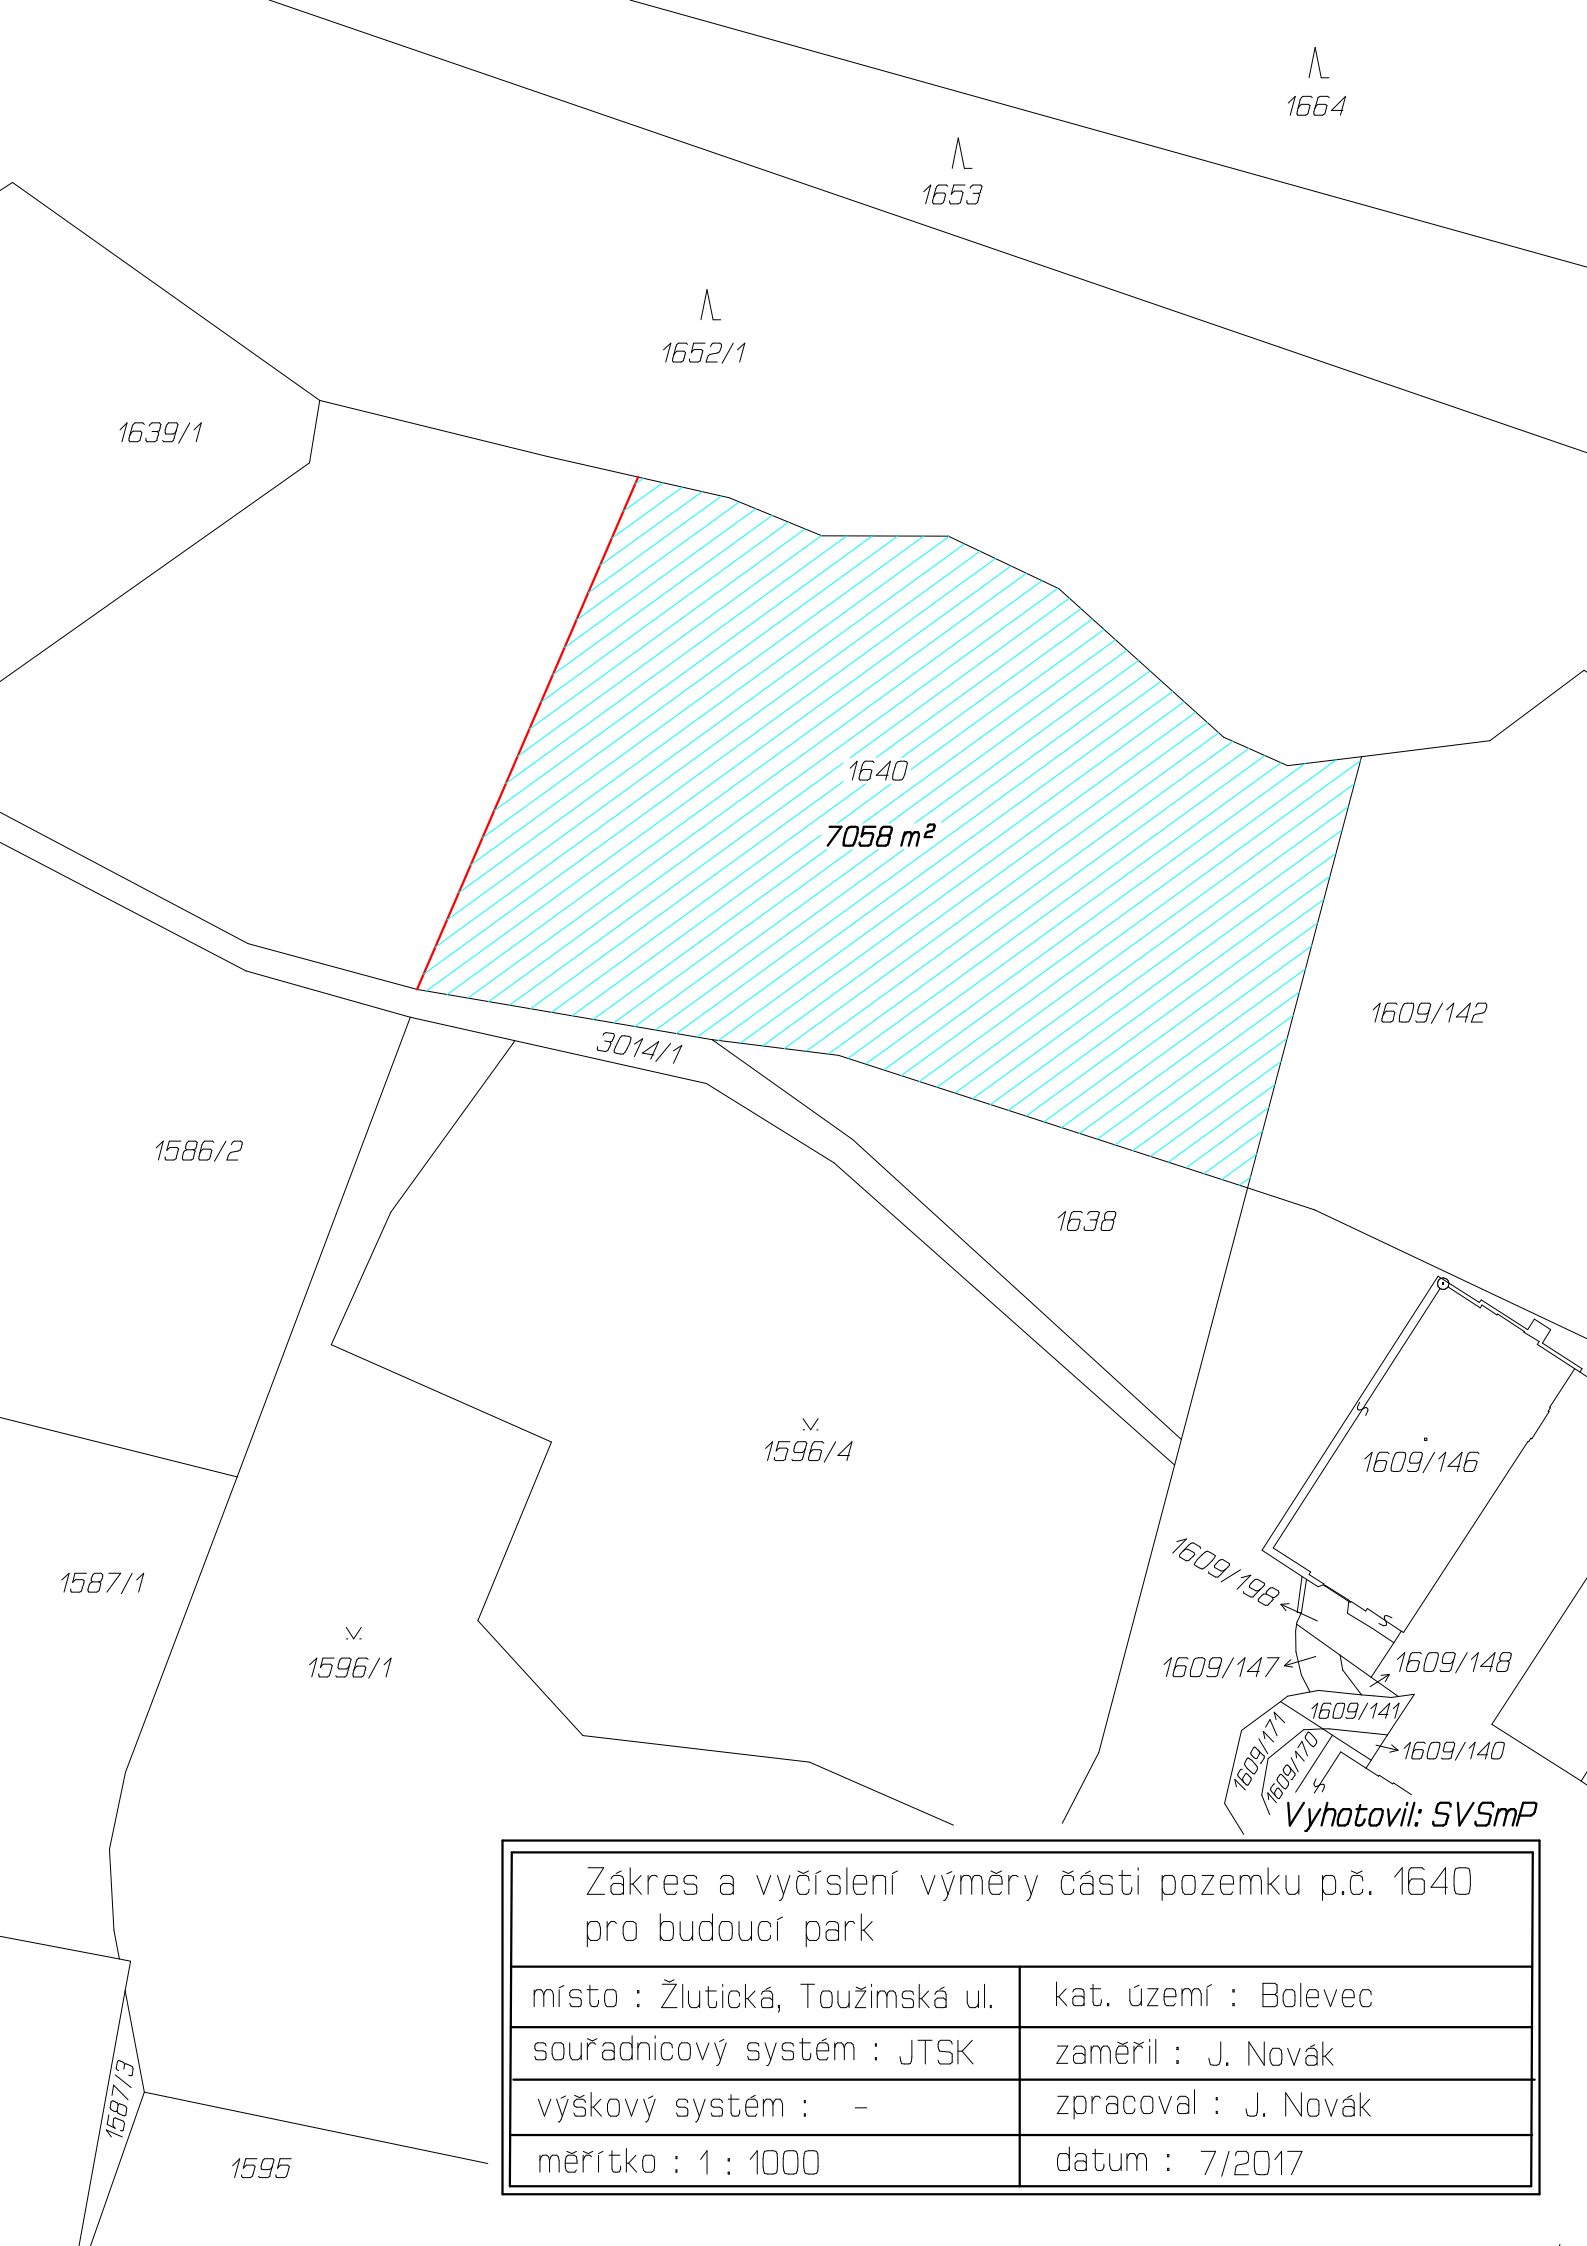 1664
1653
1652/1
1639/1
1640
7058 m²
1609/142
3014/1
1586/2
1638
1596/4
1609/146
1609/198
1587/1
1596/1
1609/147
1609/148
1609/141
1609/171
1609/170
1609/140
Vyhotovil: SVSmP
Zákres a vyčíslení výměry části pozemku p.č. 1640
pro budoucí park
místo : Žlutická, Toužimská ul.
kat. území : Bolevec
souřadnicový systém : JTSK
zaměřil : J. Novák
výškový systém : -
zpracoval : J. Novák
měřítko : 1 : 1000
datum : 7/2017
1587/3
1595